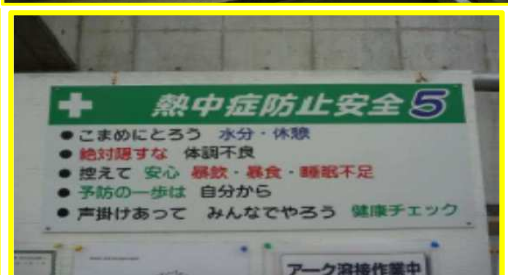 熱中症防止安全5
● こまめにとろう 水分・休憩
● 絶対隠すな 体調不良
● 控えて 安心 暴飲・暴食・睡眠不足
● 予防の一歩は 自分から
● 声掛けあって みんなでやろう 健康チェック
アーク溶接作業中